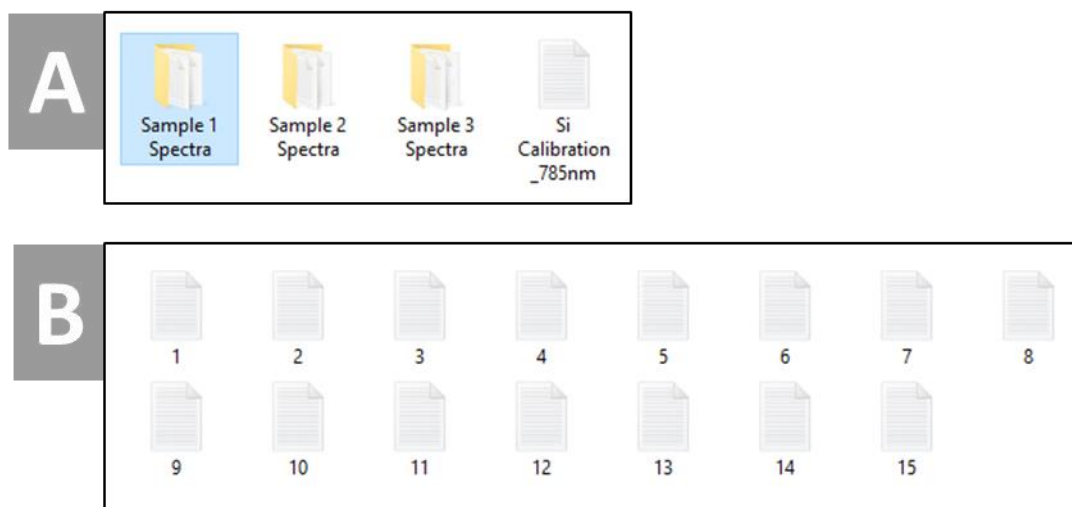 A
Sample 1
Spectra
Sample 2
Spectra
Sample 3
Spectra
Si
Calibration
_785nm
B
1 2 3 4 5 6 7 8
9 10 11 12 13 14 15